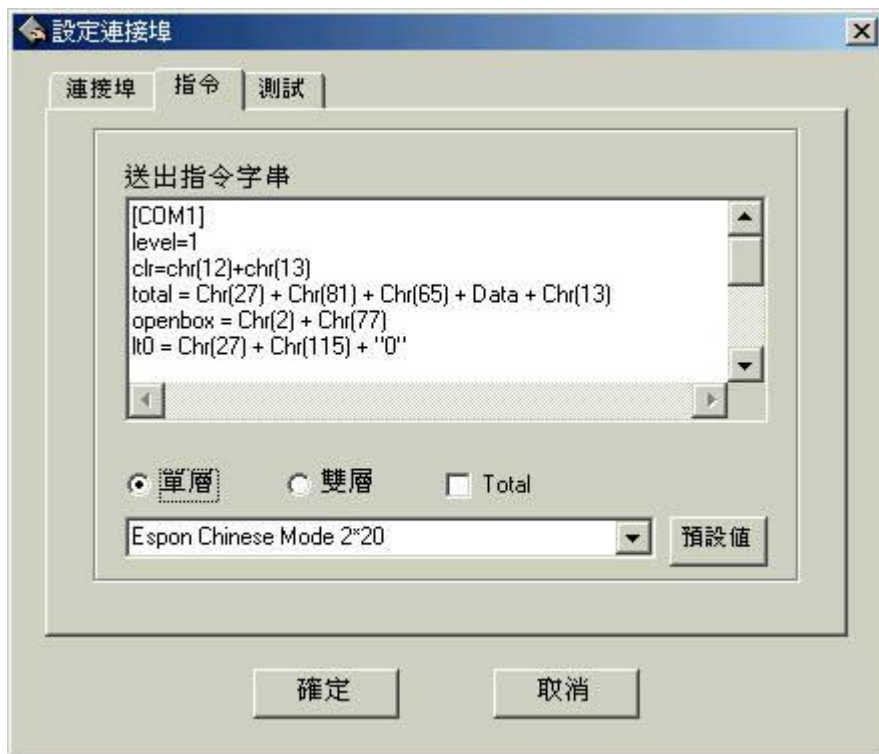 設定連接埠
連接埠 指令 測試
送出指令字串
[COM1]
level=1
clr=chr(12)+chr(13)
total = Chr(27) + Chr(81) + Chr(65) + Data + Chr(13)
openbox = Chr(2) + Chr(77)
lt0 = Chr(27) + Chr(115) + "0"
單層 雙層 Total
Espon Chinese Mode 2*20 預設值
確定 取消